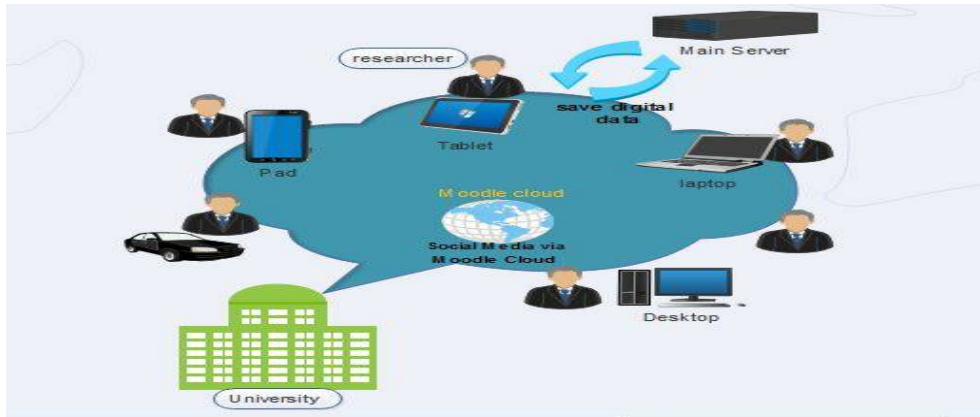 Main Server
researcher
save digital
data
Tablet
Pad
laptop
Moodle cloud
Social Media via
Moodle Cloud
Desktop
University